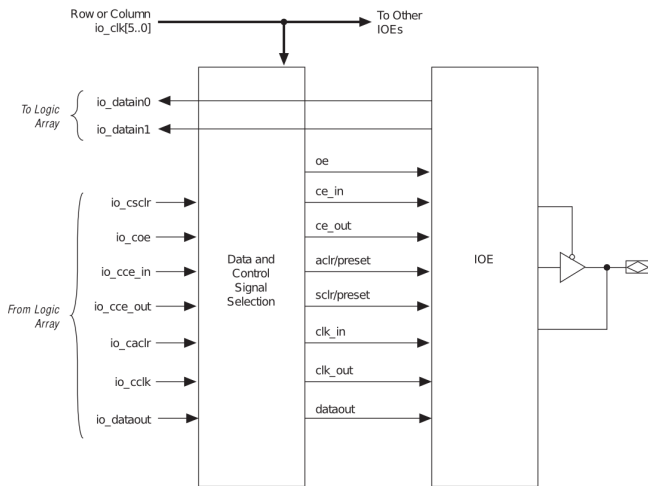 Row or Column
io_clk[5..0]
To Other
IOEs
To Logic
Array
io_datain0
io_datain1
oe
ce_in
ce_out
aclr/preset
sclr/preset
clk_in
clk_out
dataout
From Logic
Array
io_csclr
io_coe
io_cce_in
io_cce_out
io_caclr
io_cclk
io_dataout
Data and
Control
Signal
Selection
IOE